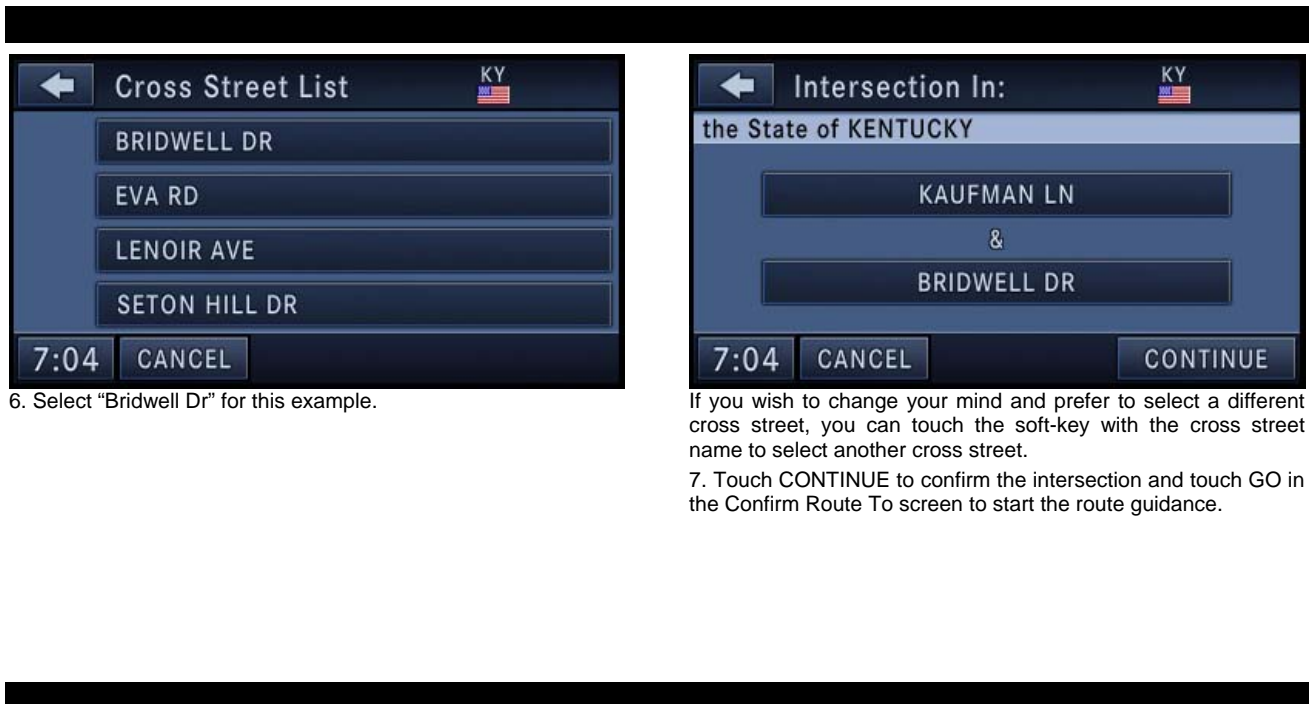 Cross Street List
KY
BRIDWELL DR
EVA RD
LENOIR AVE
SETON HILL DR
7:04 CANCEL
6. Select “Bridwell Dr” for this example.
Intersection In:
KY
the State of KENTUCKY
KAUFMAN LN
&
BRIDWELL DR
7:04 CANCEL CONTINUE
If you wish to change your mind and prefer to select a different
cross street, you can touch the soft-key with the cross street
name to select another cross street.
7. Touch CONTINUE to confirm the intersection and touch GO in
the Confirm Route To screen to start the route guidance.